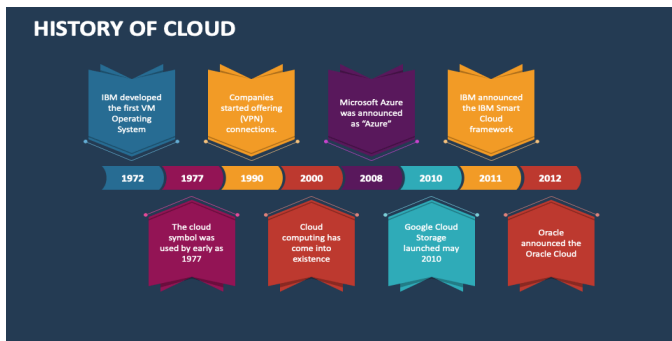 HISTORY OF CLOUD
IBM developed
the first VM
Operating
System
Companies
started offering
(VPN)
connections.
Microsoft Azure
was announced
as "Azure"
IBM announced
the IBM Smart
Cloud
framework
1972
1977
1990
2000
2008
2010
2011
2012
The cloud
symbol was
used by early as
1977
Cloud
computing has
come into
existence
Google Cloud
Storage
launched may
2010
Oracle
announced the
Oracle Cloud